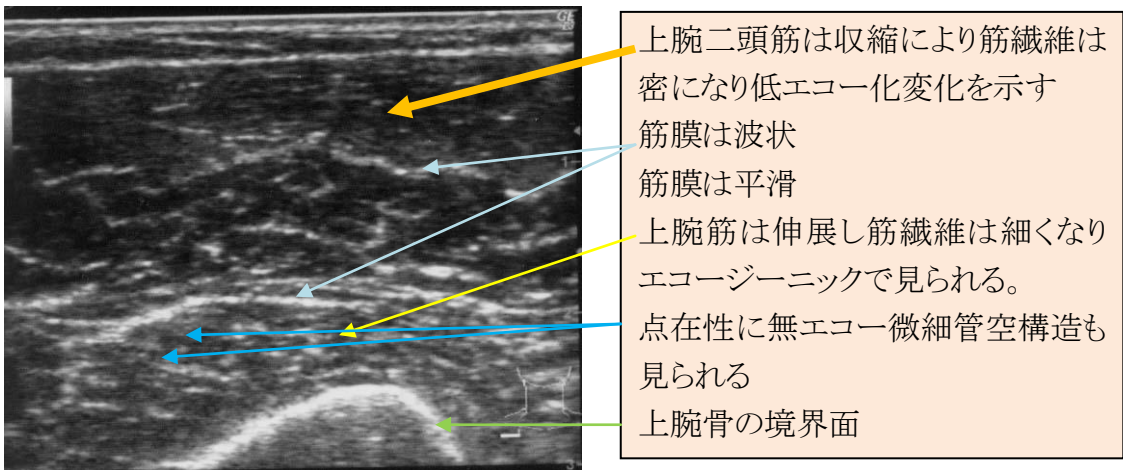 上腕二頭筋は収縮により筋繊維は
密になり低エコー化変化を示す
筋膜は波状
筋膜は平滑
上腕筋は伸展し筋繊維は細くなり
エコージーニックで見られる。
点在性に無エコー微細管空構造も
見られる
上腕骨の境界面
1
3